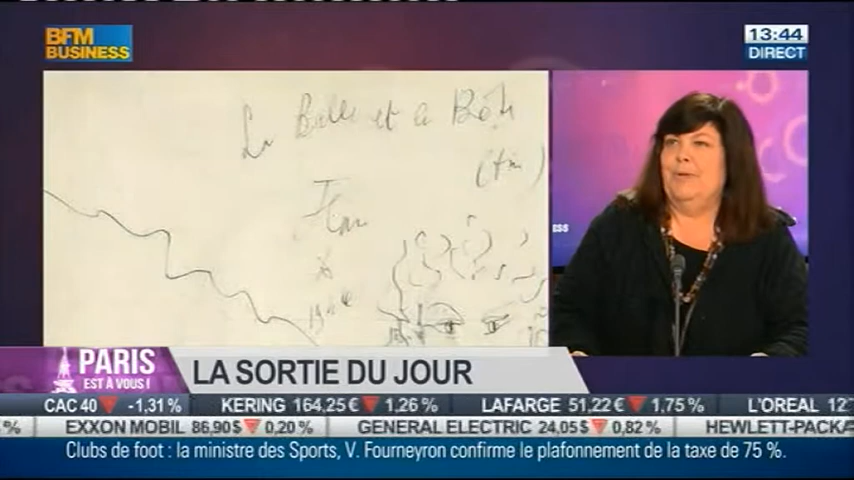 BFM
BUSINESS
13:44
DIRECT
La Belle et la Bête
(fin)
ESS
PARIS
EST À VOUS !
LA SORTIE DU JOUR
CAC 40 -1,31% KERING 164,25€ 1,26% LAFARGE 51,22€ 1,75% L'OREAL 12
% EXXON MOBIL 86,90$ 0,20% GENERAL ELECTRIC 24,05$ 0,82% HEWLETT-PACKA
Clubs de foot : la ministre des Sports, V. Fourneyron confirme le plafonnement de la taxe de 75 %.